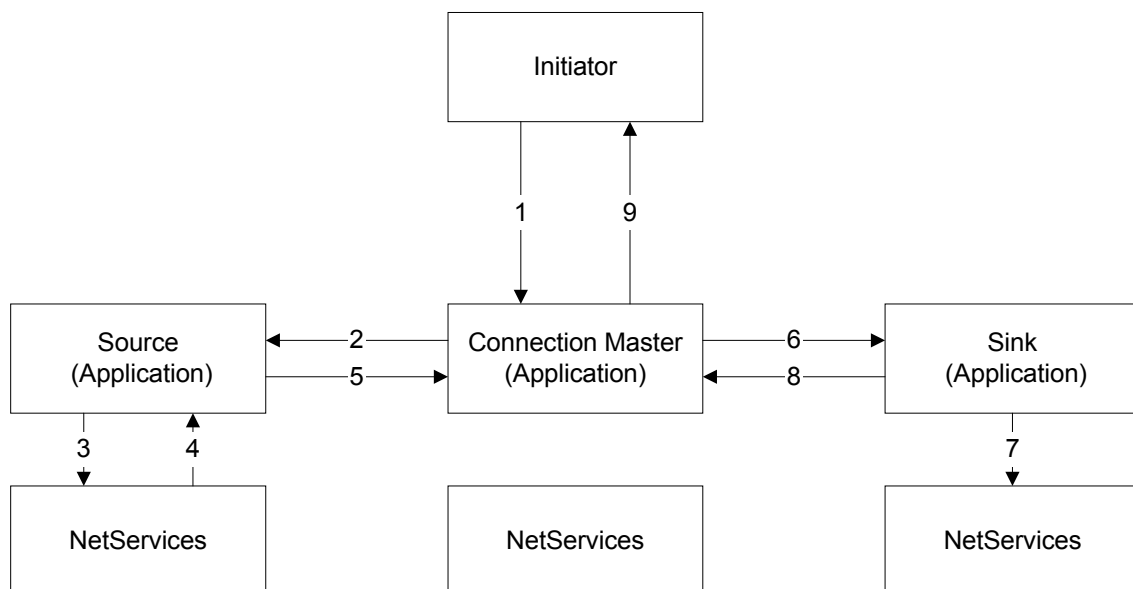 Initiator
1
9
Source
(Application)
2
5
Connection Master
(Application)
6
8
Sink
(Application)
3
4
7
NetServices
NetServices
NetServices